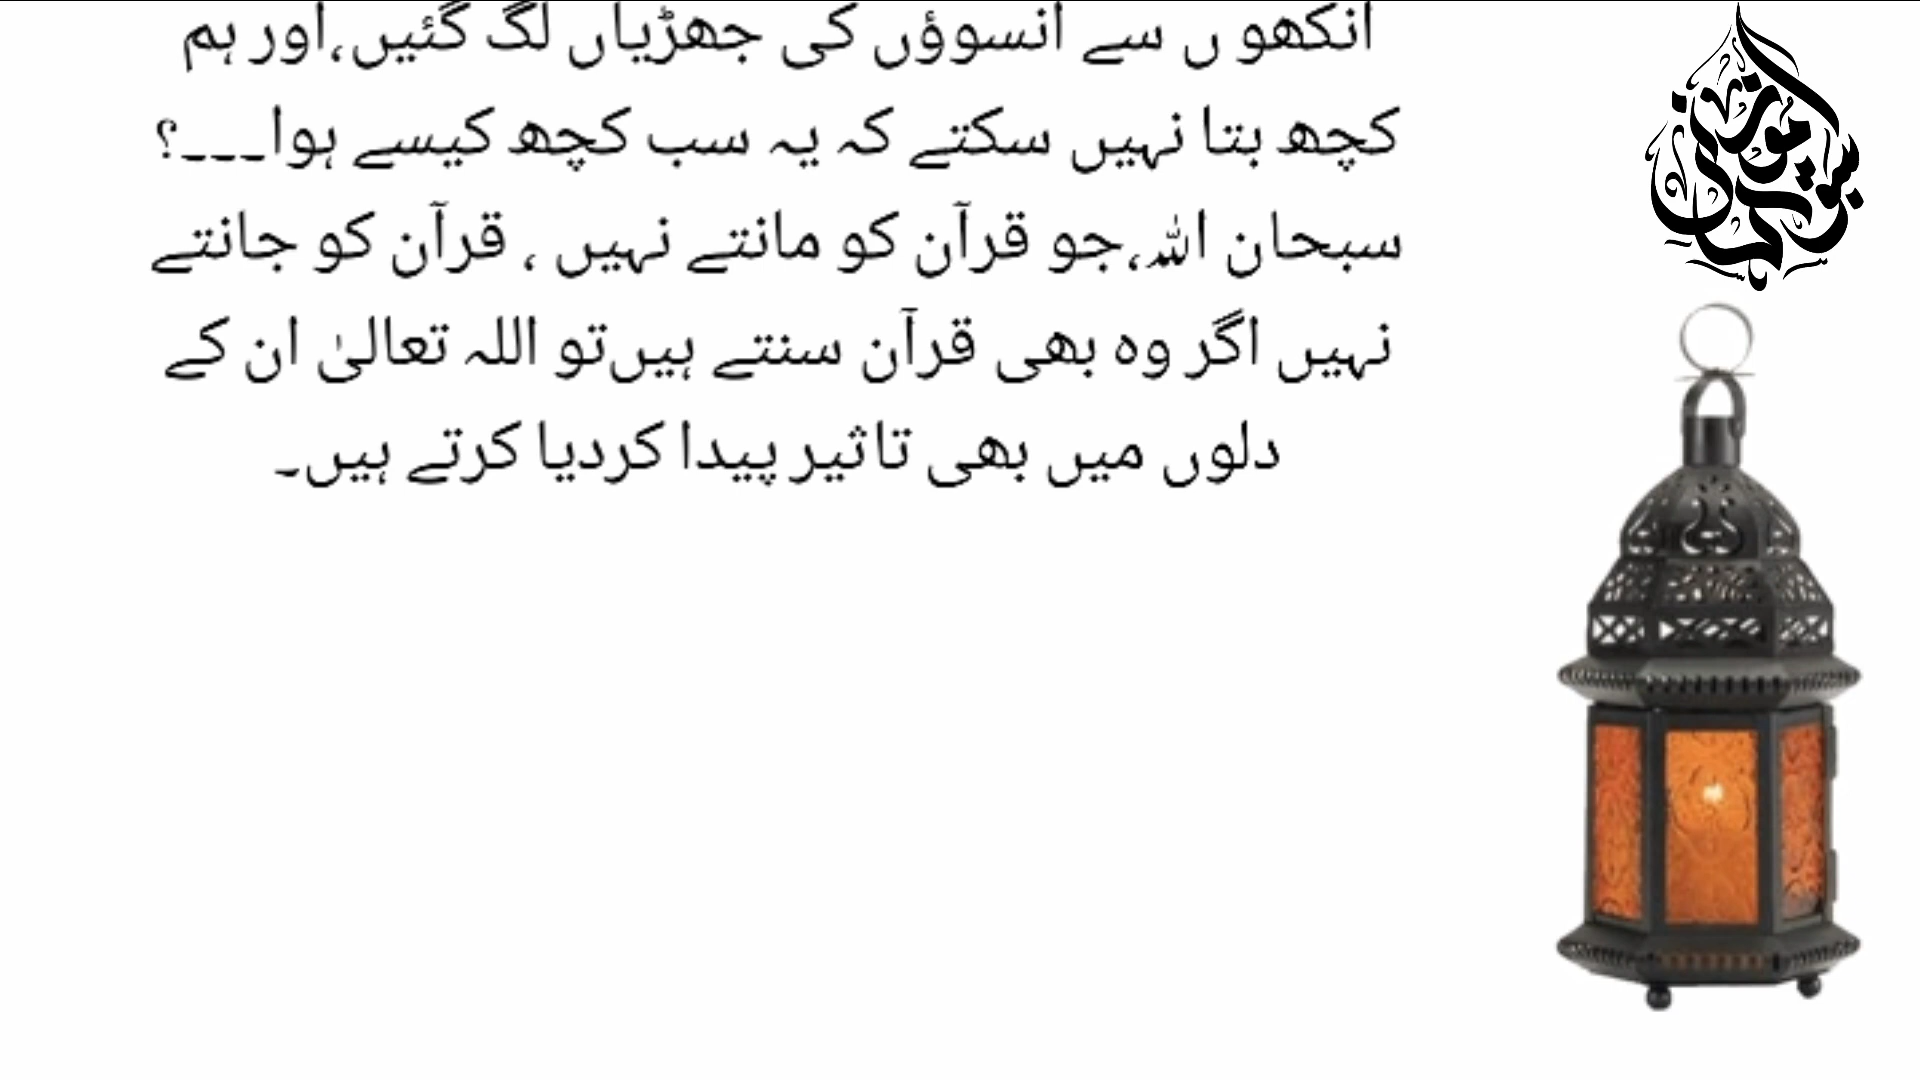 آنکھو ں سے آنسوؤں کی جھڑیاں لگ گئیں،اور ہم
کچھ بتا نہیں سکتے کہ یہ سب کچھ کیسے ہوا۔۔۔؟
سبحان اللہ،جو قرآن کو مانتے نہیں ، قرآن کو جانتے
نہیں اگر وہ بھی قرآن سنتے ہیں‌تو اللہ تعالیٰ ان کے
دلوں میں بھی تاثیر پیدا کردیا کرتے ہیں۔